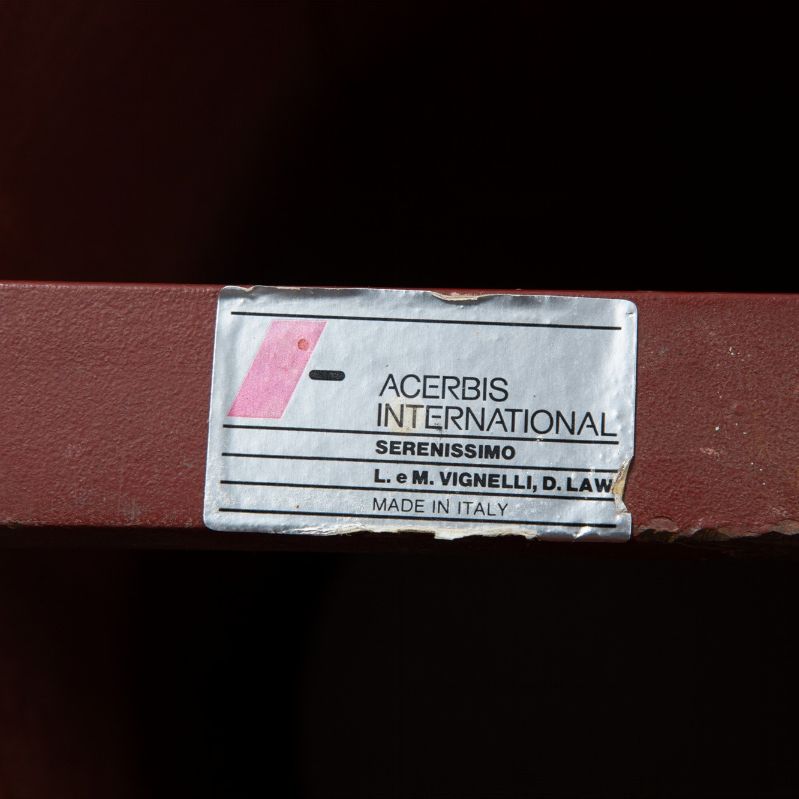 ACERBIS
INTERNATIONAL
SERENISSIMO
L. e M. VIGNELLI, D. LAW
MADE IN ITALY